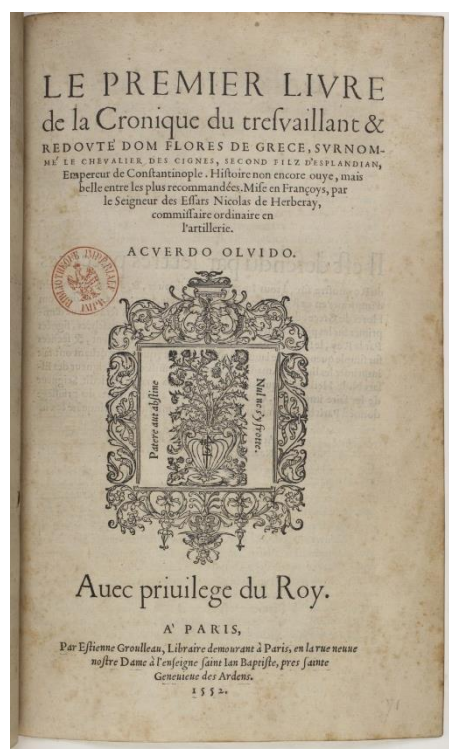 LE PREMIER LIVRE
de la Cronique du treſvaillant &
REDOVTÉ DOM FLORES DE GRECE, SVRNOM-
MÉ LE CHEVALIER DES CIGNES, SECOND FILZ D'ESPLANDIAN,
Empereur de Conſtantinople. Hiſtoire non encore ouye, mais
belle entre les plus recommandées. Miſe en Françoys, par
le Seigneur des Eſſars Nicolas de Herberay,
commiſſaire ordinaire en
l'artillerie.
ACVERDO OLVIDO.
BIBLIOTHEQUE IMPERIALE
Patere aut abſtine
Nul ne s'y frotte.
Auec priuilege du Roy.
A' PARIS,
Par Eſtienne Groulleau, Libraire demourant à Paris, en la rue neuue
noſtre Dame à l'enſeigne ſaint Ian Baptiſte, pres ſainte
Geneuieue des Ardens.
1552.